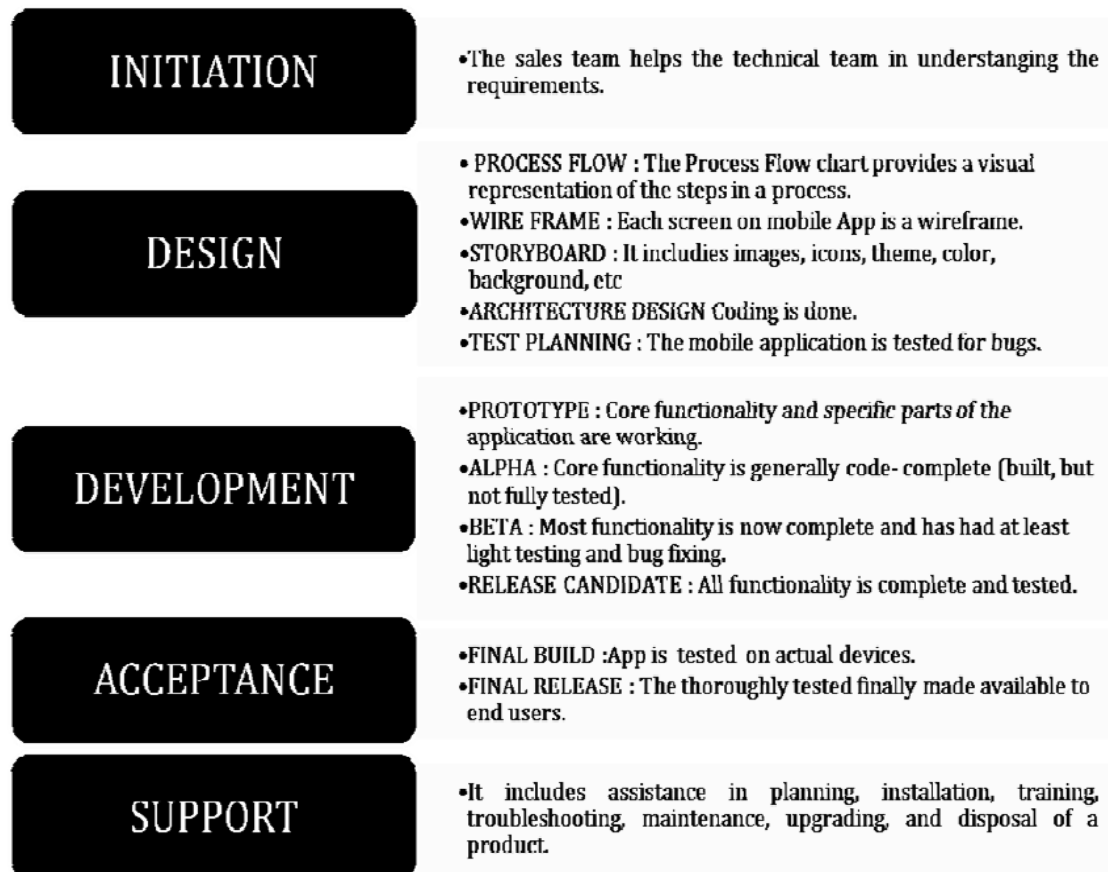 INITIATION
•The sales team helps the technical team in understanging the
requirements.
DESIGN
• PROCESS FLOW : The Process Flow chart provides a visual
representation of the steps in a process.
•WIRE FRAME : Each screen on mobile App is a wireframe.
•STORYBOARD : It includies images, icons, theme, color,
background, etc
•ARCHITECTURE DESIGN Coding is done.
•TEST PLANNING : The mobile application is tested for bugs.
DEVELOPMENT
•PROTOTYPE : Core functionality and specific parts of the
application are working.
•ALPHA : Core functionality is generally code- complete (built, but
not fully tested).
•BETA : Most functionality is now complete and has had at least
light testing and bug fixing.
•RELEASE CANDIDATE : All functionality is complete and tested.
ACCEPTANCE
•FINAL BUILD :App is tested on actual devices.
•FINAL RELEASE : The thoroughly tested finally made available to
end users.
SUPPORT
•It includes assistance in planning, installation, training,
troubleshooting, maintenance, upgrading, and disposal of a
product.